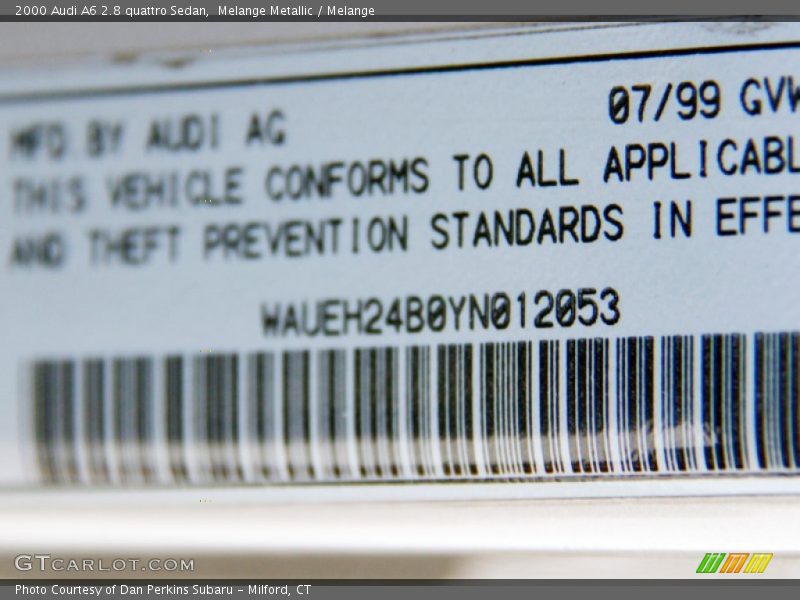 2000 Audi A6 2.8 quattro Sedan,  Melange Metallic / Melange
07/99 GVW
MFD BY AUDI AG
THIS VEHICLE CONFORMS TO ALL APPLICABL
AND THEFT PREVENTION STANDARDS IN EFFE
WAUEH24B0YN012053
GTCARLOT.COM
Photo Courtesy of Dan Perkins Subaru - Milford, CT